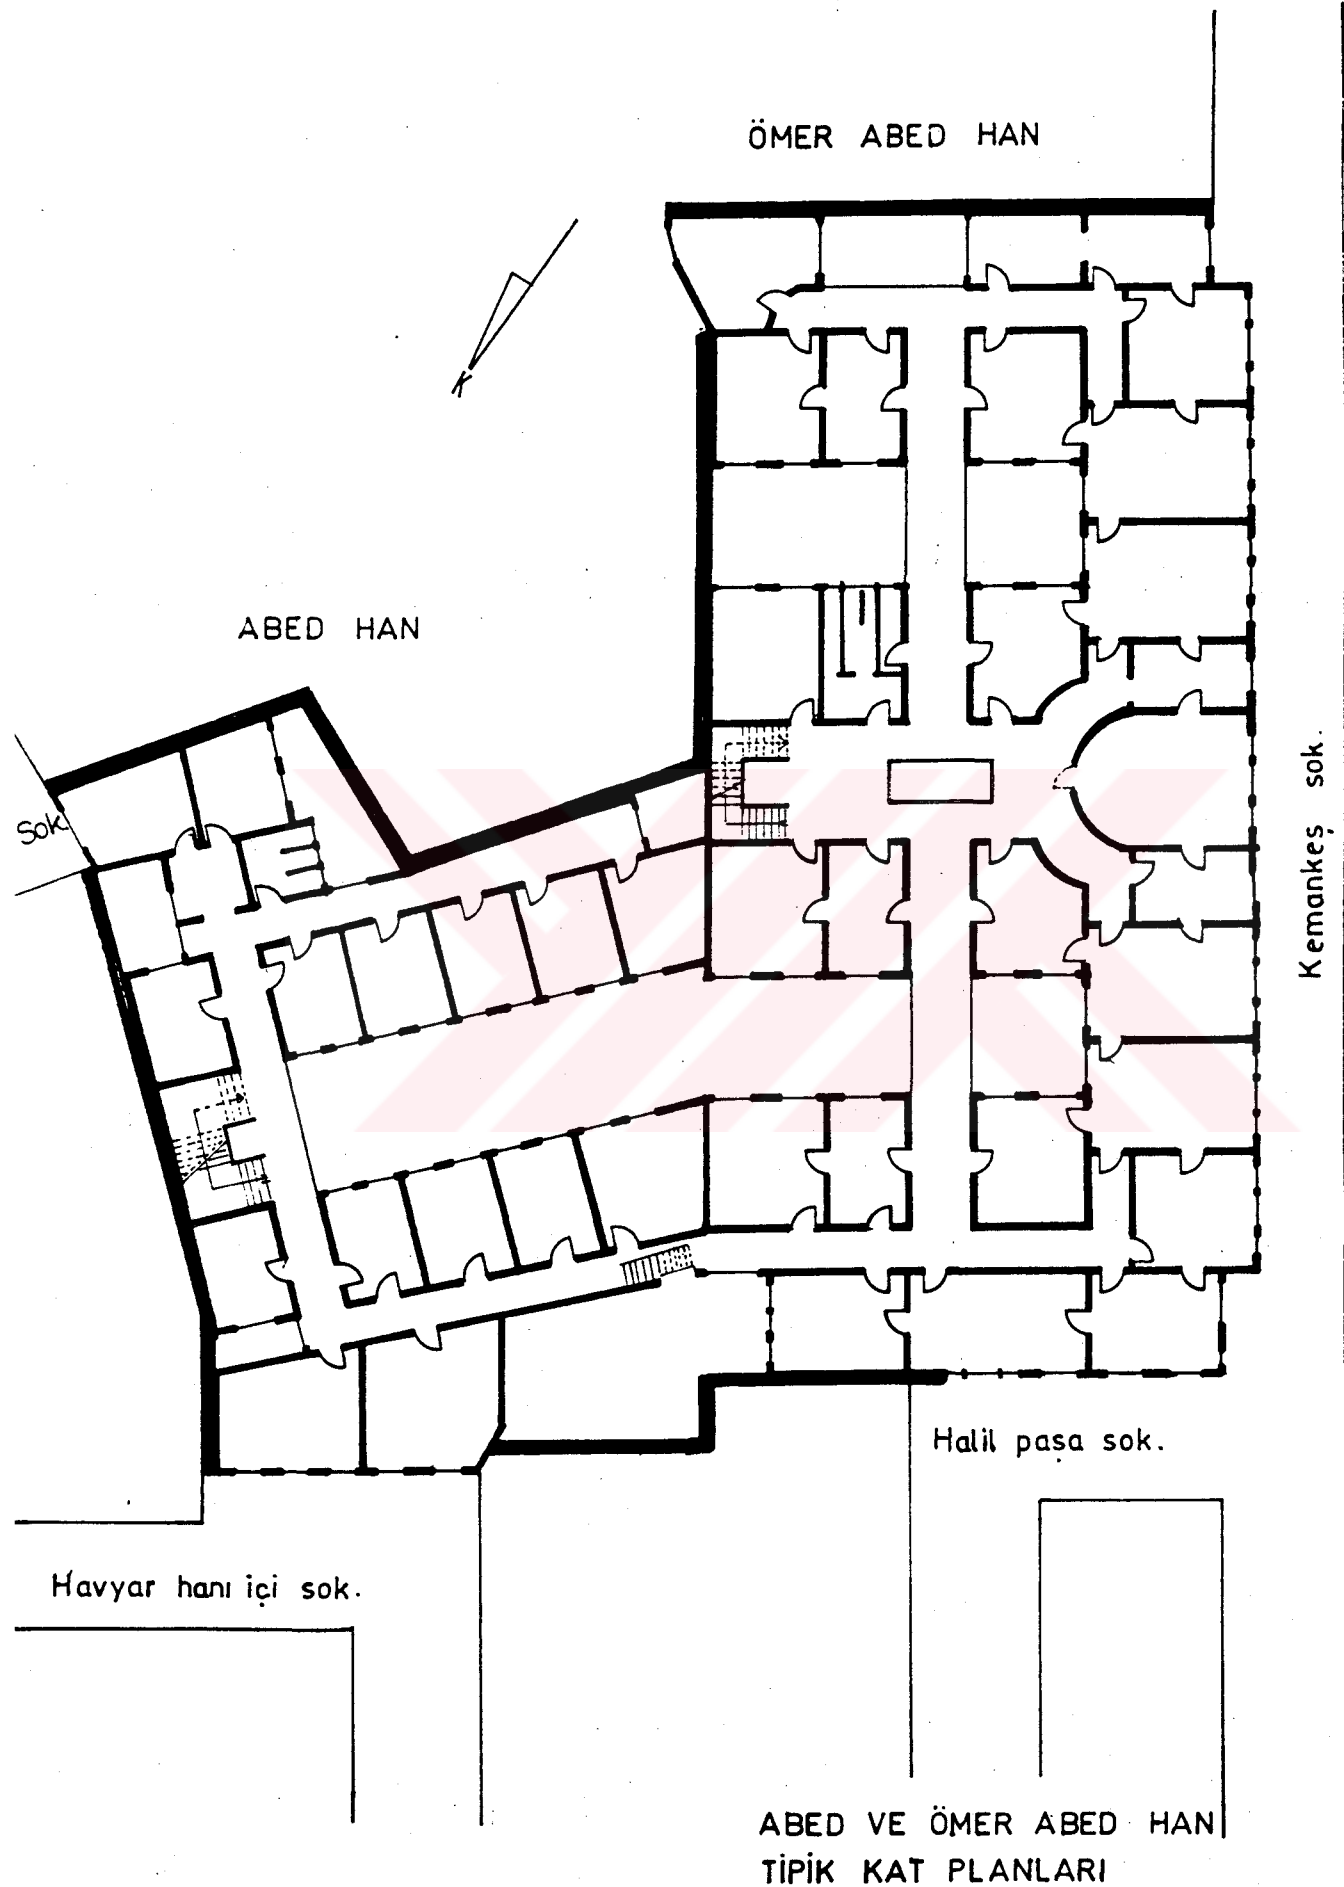 ÖMER ABED HAN
K
ABED HAN
Sok.
Kemankeş sok.
Halil paşa sok.
Havyar hanı içi sok.
ABED VE ÖMER ABED HAN
TİPİK KAT PLANLARI